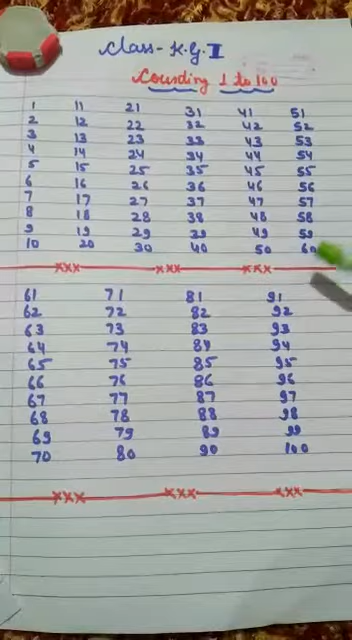 Class - K.G I
Counding 1 to 100
1 11 21 31 41 51
2 12 22 32 42 52
3 13 23 33 43 53
4 14 24 34 44 54
5 15 25 35 45 55
6 16 26 36 46 56
7 17 27 37 47 57
8 18 28 38 48 58
9 19 29 39 49 59
10 20 30 40 50 60
xxx xxx xxx
61 71 81 91
62 72 82 92
63 73 83 93
64 74 84 94
65 75 85 95
66 76 86 96
67 77 87 97
68 78 88 98
69 79 89 99
70 80 90 100
xxx xxx xxx